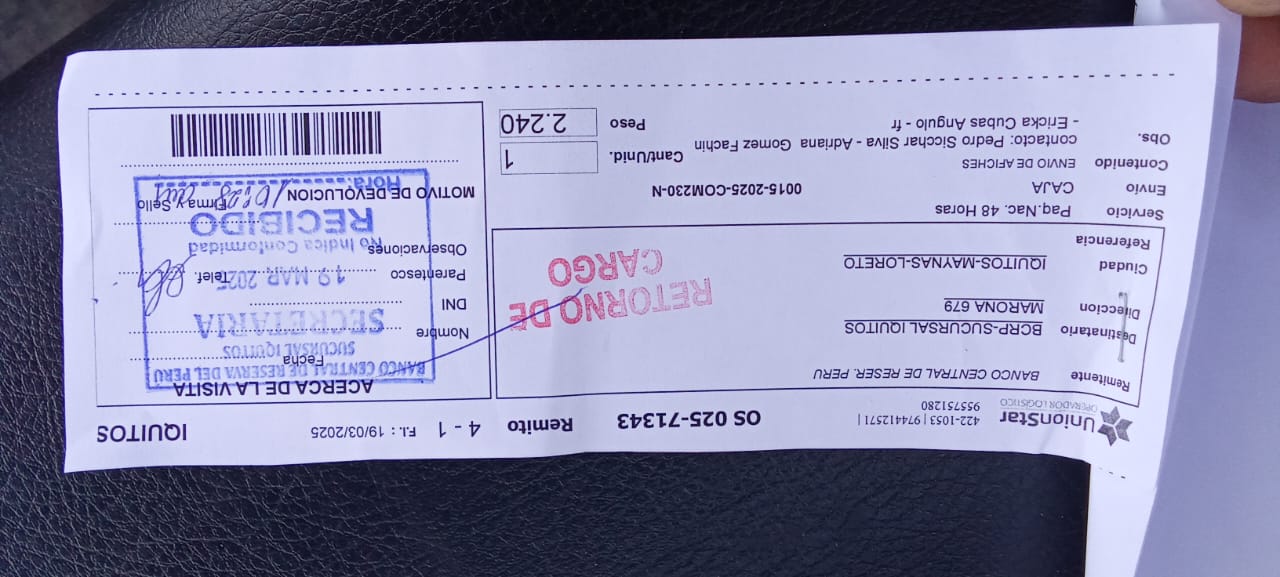 UnionStar
OPERADOR LOGISTICO
422-1053 | 974412571 |
955751280
OS 025-71343
Remito 4 - 1
F.I. : 19/03/2025
IQUITOS
Remitente BANCO CENTRAL DE RESER. PERU
Destinatario BCRP-SUCURSAL IQUITOS
Direccion MARONA 679
Ciudad IQUITOS-MAYNAS-LORETO
Referencia
RETORNO DE
CARGO
Servicio Paq.Nac. 48 Horas
Envio CAJA 0015-2025-COM230-N
Contenido ENVIO DE AFICHES
Obs. contacto: Pedro Sicchar Silva - Adriana Gomez Fachin
- Ericka Cubas Angulo - fr
Cant/Unid. 1
Peso 2.240
ACERCA DE LA VISITA
Fecha
Nombre
DNI
Parentesco Telef.
Observaciones
MOTIVO DE DEVOLUCION Firma y Sello
BANCO CENTRAL DE RESERVA DEL PERÚ
SUCURSAL IQUITOS
SECRETARÍA
19 MAR. 2025
No Indica Conformidad
RECIBIDO
Hora: